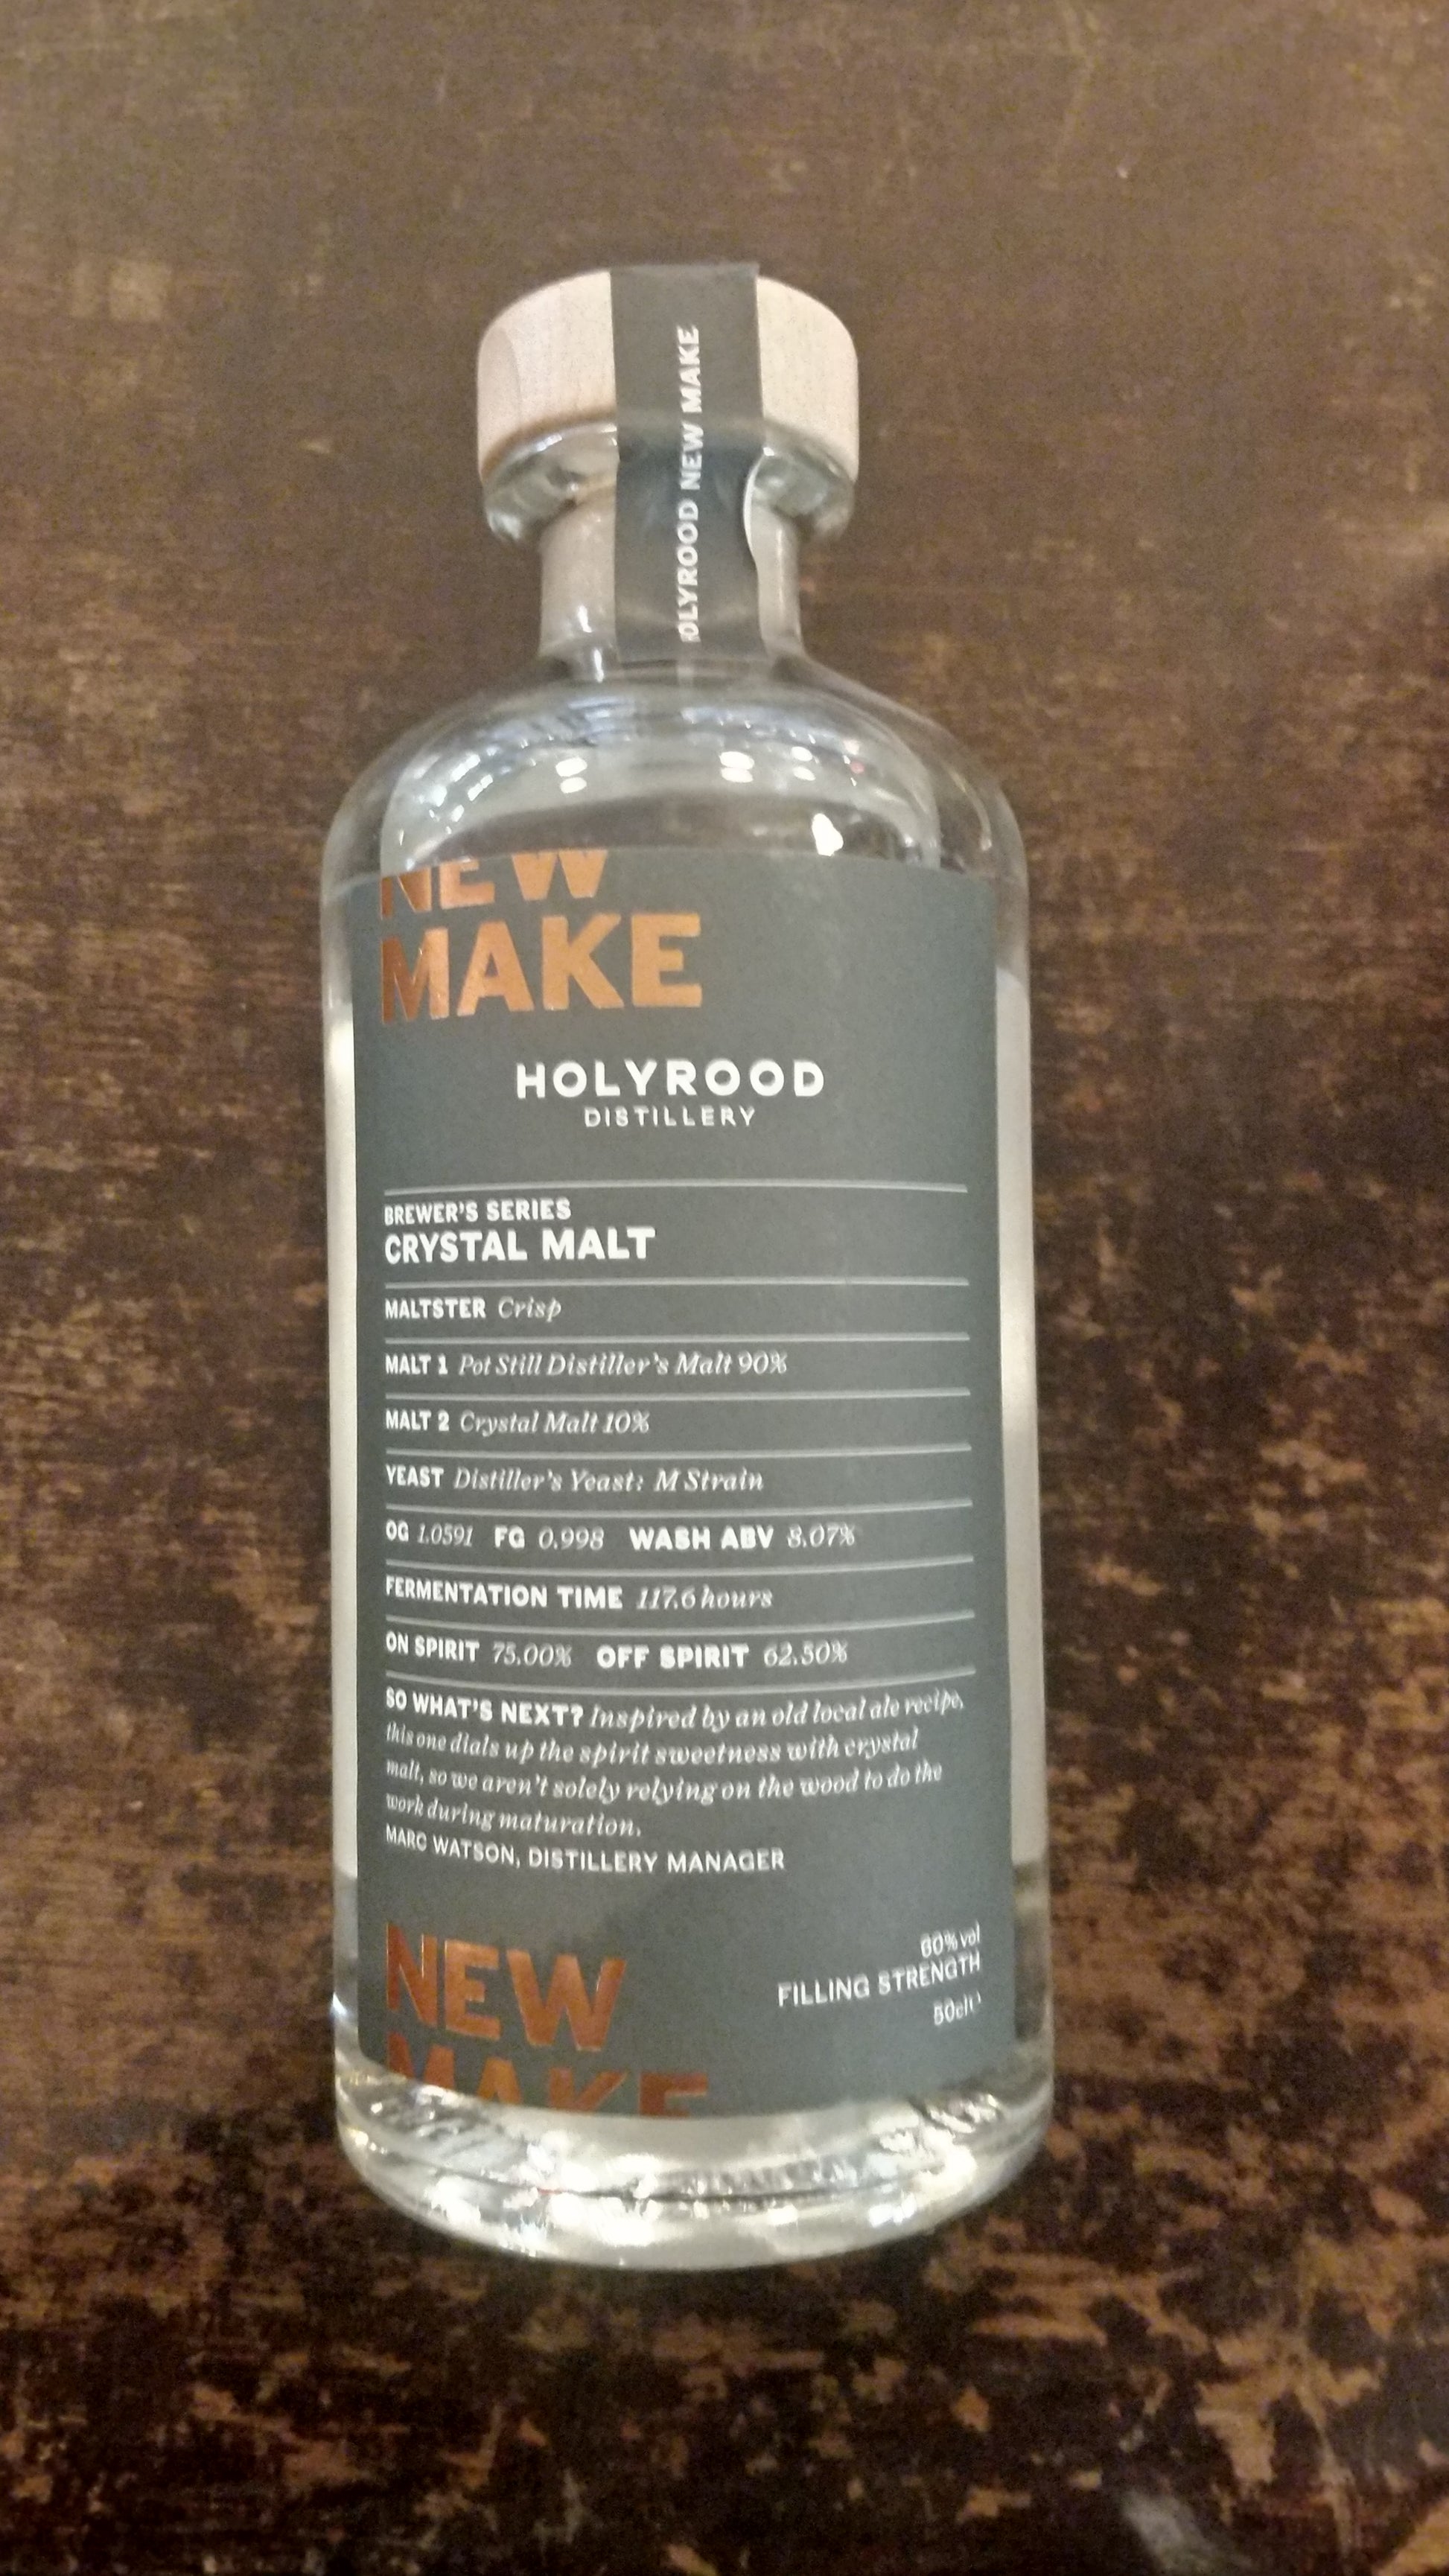 OLYROOD NEW MAKE
NEW
MAKE
HOLYROOD
DISTILLERY
BREWER'S SERIES
CRYSTAL MALT
MALTSTER Crisp
MALT 1 Pot Still Distiller's Malt 90%
MALT 2 Crystal Malt 10%
YEAST Distiller's Yeast: M Strain
OG 1.0591 FG 0.998 WASH ABV 8.07%
FERMENTATION TIME 117.6 hours
ON SPIRIT 75.00% OFF SPIRIT 62.50%
SO WHAT'S NEXT? Inspired by an old local ale recipe,
this one dials up the spirit sweetness with crystal
malt, so we aren't solely relying on the wood to do the
work during maturation.
MARC WATSON, DISTILLERY MANAGER
60% vol
FILLING STRENGTH
50cl
NEW
MAKE